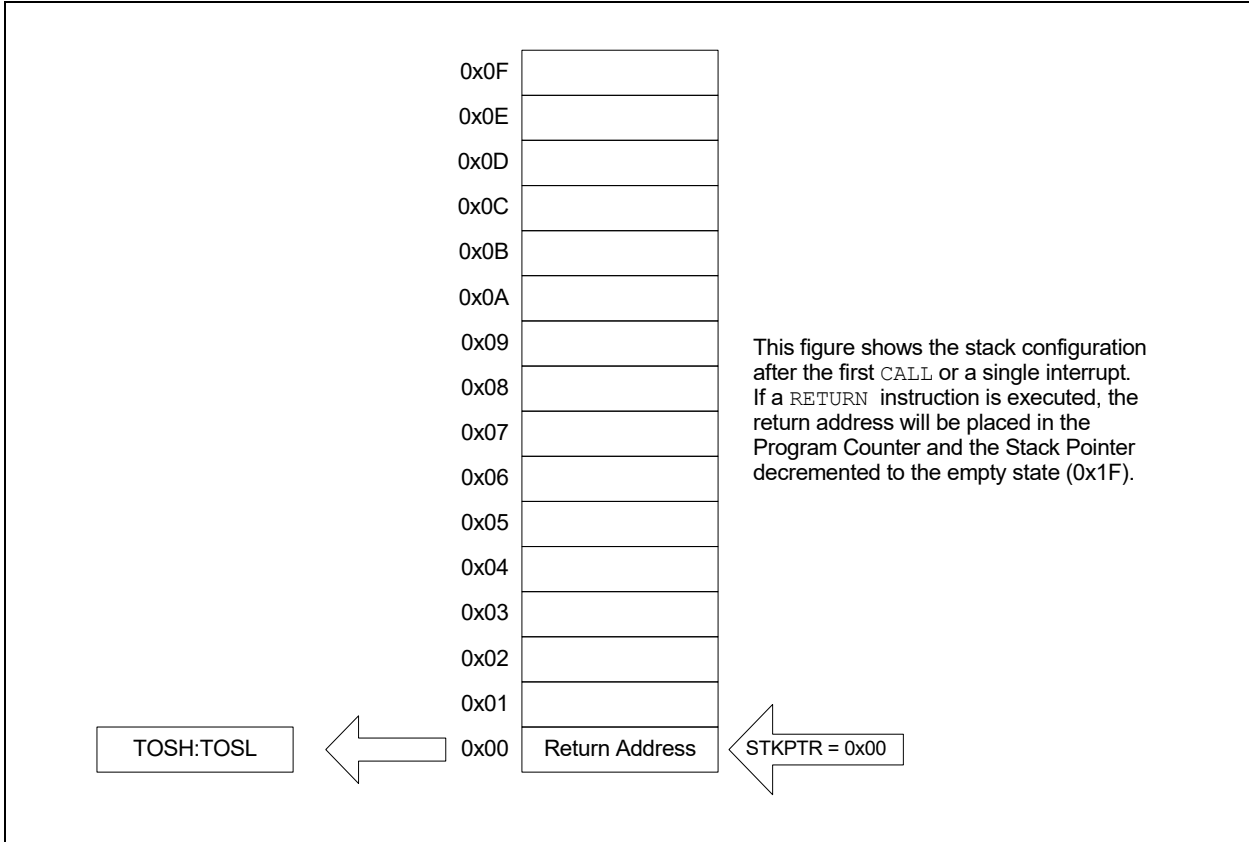 0x0F
0x0E
0x0D
0x0C
0x0B
0x0A
0x09
0x08
0x07
0x06
0x05
0x04
0x03
0x02
0x01
This figure shows the stack configuration
after the first CALL or a single interrupt.
If a RETURN instruction is executed, the
return address will be placed in the
Program Counter and the Stack Pointer
decremented to the empty state (0x1F).
TOSH:TOSL 0x00 Return Address STKPTR = 0x00